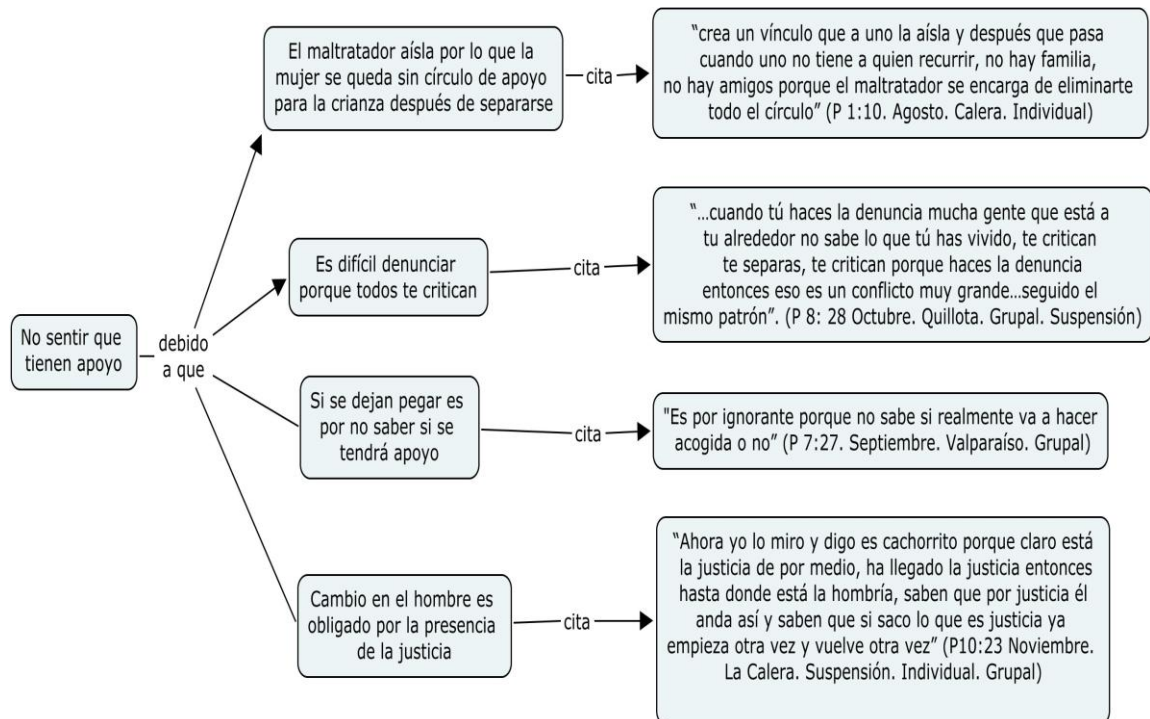 No sentir que
tienen apoyo
debido
a que
El maltratador aísla por lo que la
mujer se queda sin círculo de apoyo
para la crianza después de separarse
cita
“crea un vínculo que a uno la aísla y después que pasa
cuando uno no tiene a quien recurrir, no hay familia,
no hay amigos porque el maltratador se encarga de eliminarte
todo el círculo” (P 1:10. Agosto. Calera. Individual)
Es difícil denunciar
porque todos te critican
cita
“...cuando tú haces la denuncia mucha gente que está a
tu alrededor no sabe lo que tú has vivido, te critican
te separas, te critican porque haces la denuncia
entonces eso es un conflicto muy grande...seguido el
mismo patrón”. (P 8: 28 Octubre. Quillota. Grupal. Suspensión)
Si se dejan pegar es
por no saber si se
tendrá apoyo
cita
"Es por ignorante porque no sabe si realmente va a hacer
acogida o no” (P 7:27. Septiembre. Valparaíso. Grupal)
Cambio en el hombre es
obligado por la presencia
de la justicia
cita
“Ahora yo lo miro y digo es cachorrito porque claro está
la justicia de por medio, ha llegado la justicia entonces
hasta donde está la hombría, saben que por justicia él
anda así y saben que si saco lo que es justicia ya
empieza otra vez y vuelve otra vez” (P10:23 Noviembre.
La Calera. Suspensión. Individual. Grupal)